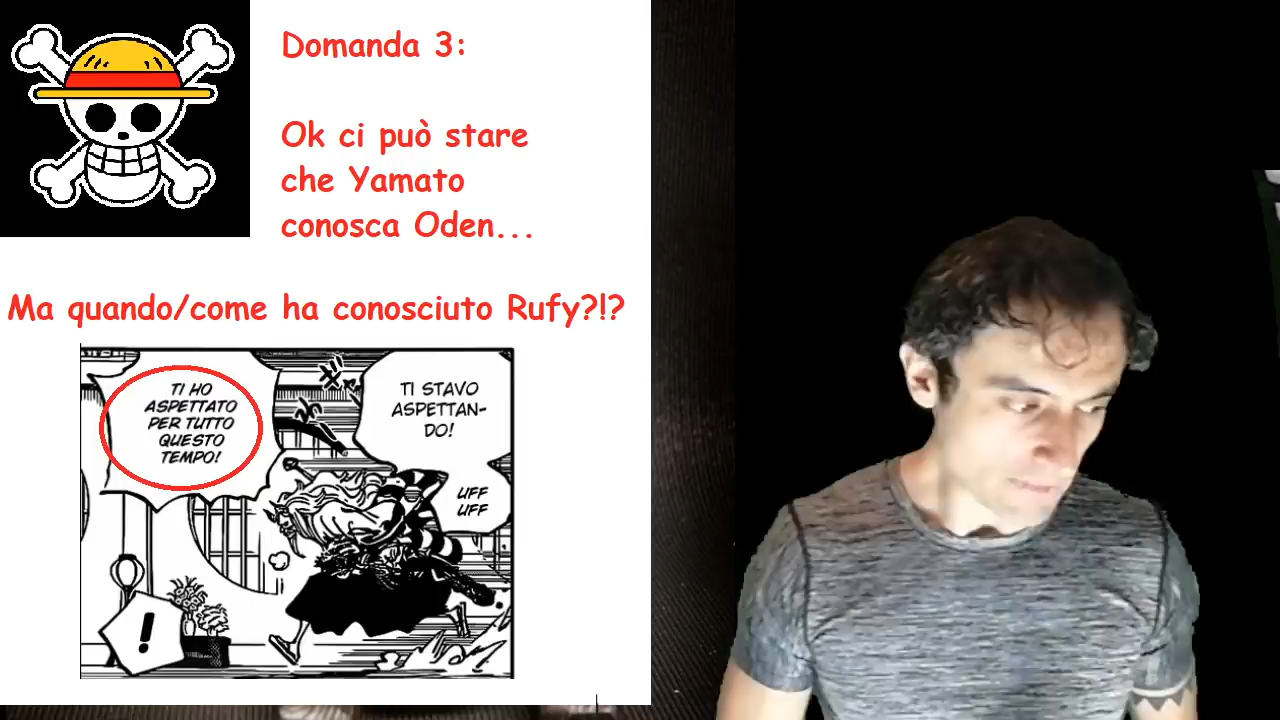 Domanda 3:
Ok ci può stare
che Yamato
conosca Oden...
Ma quando/come ha conosciuto Rufy?!?
TI HO
ASPETTATO
PER TUTTO
QUESTO
TEMPO!
TI STAVO
ASPETTAN-
DO!
UFF
UFF
!